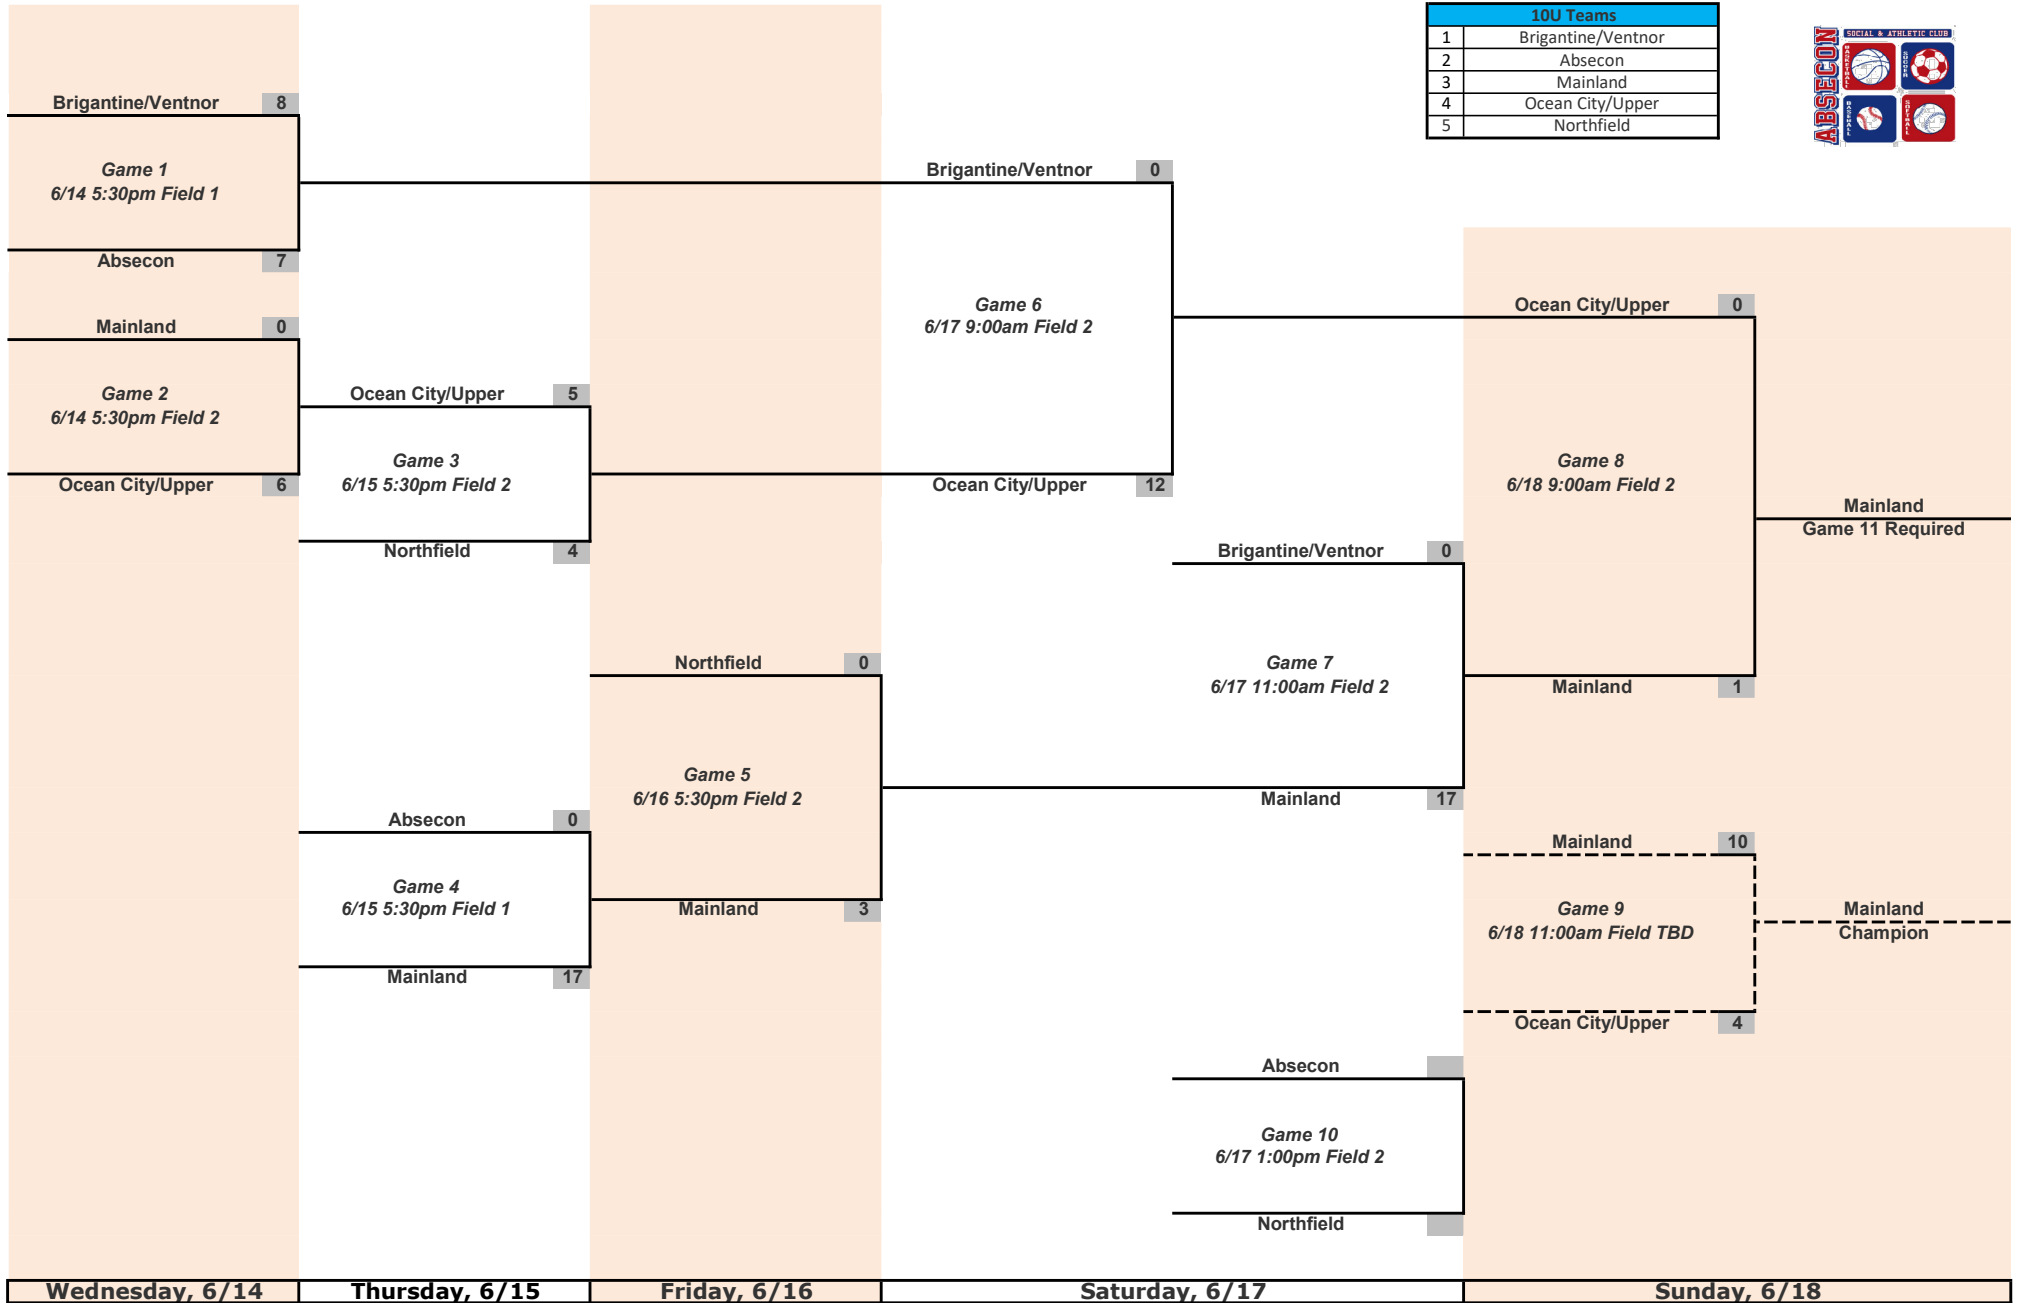 10U Teams
1 Brigantine/Ventnor
2 Absecon
3 Mainland
4 Ocean City/Upper
5 Northfield
ABSECON
SOCIAL & ATHLETIC CLUB
BASKETBALL
SOCCER
BASEBALL
SOFTBALL
Brigantine/Ventnor 8
Game 1
6/14 5:30pm Field 1
Absecon 7
Mainland 0
Game 2
6/14 5:30pm Field 2
Ocean City/Upper 6
Ocean City/Upper 5
Game 3
6/15 5:30pm Field 2
Northfield 4
Absecon 0
Game 4
6/15 5:30pm Field 1
Mainland 17
Northfield 0
Game 5
6/16 5:30pm Field 2
Mainland 3
Brigantine/Ventnor 0
Game 6
6/17 9:00am Field 2
Ocean City/Upper 12
Brigantine/Ventnor 0
Game 7
6/17 11:00am Field 2
Mainland 17
Absecon
Game 10
6/17 1:00pm Field 2
Northfield
Ocean City/Upper 0
Game 8
6/18 9:00am Field 2
Mainland 1
Mainland
Game 11 Required
Mainland 10
Game 9
6/18 11:00am Field TBD
Ocean City/Upper 4
Mainland
Champion
Wednesday, 6/14 Thursday, 6/15 Friday, 6/16 Saturday, 6/17 Sunday, 6/18